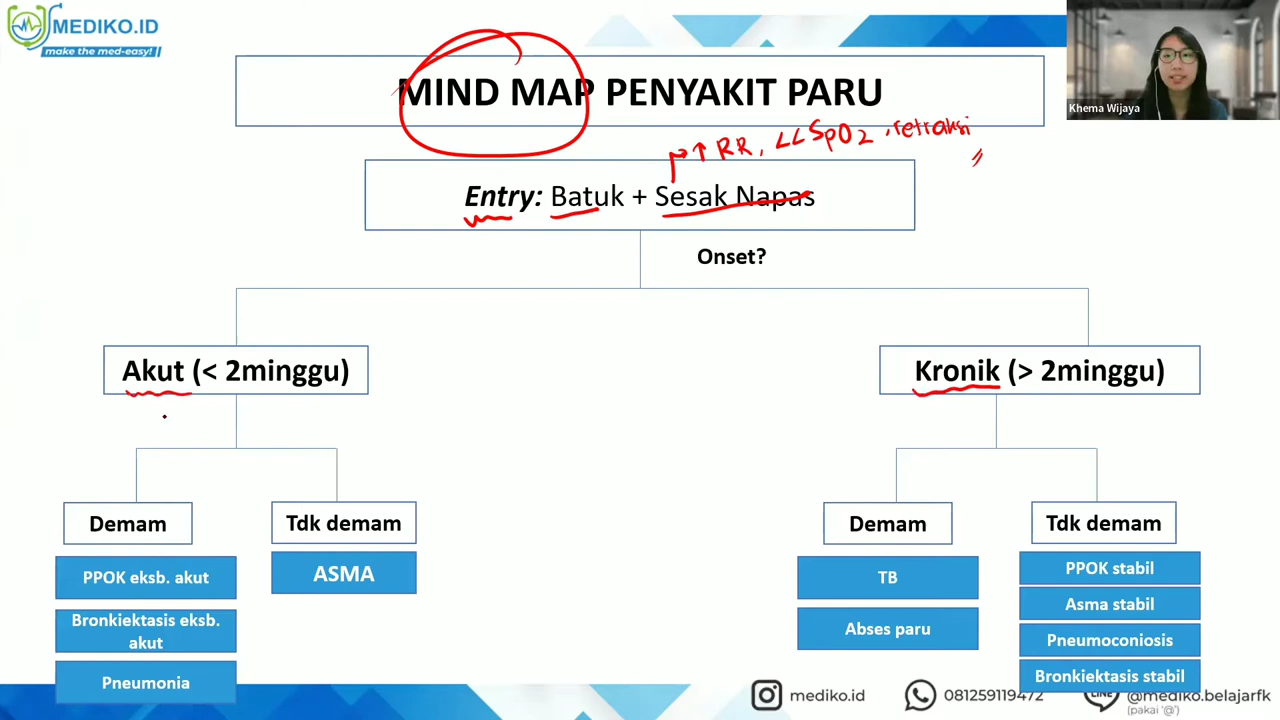 MEDIKO.ID
make the med-easy!
MIND MAP PENYAKIT PARU
Khema Wijaya
↑ RR, <<SpO2, retraksi
Entry: Batuk + Sesak Napas
Onset?
Akut (< 2minggu)
Kronik (> 2minggu)
Demam
Tdk demam
Demam
Tdk demam
PPOK eksb. akut
ASMA
TB
PPOK stabil
Bronkiektasis eksb.
akut
Abses paru
Asma stabil
Pneumoconiosis
Pneumonia
Bronkiektasis stabil
mediko.id
081259119472
LINE
@mediko.belajarfk
(pakai '@')